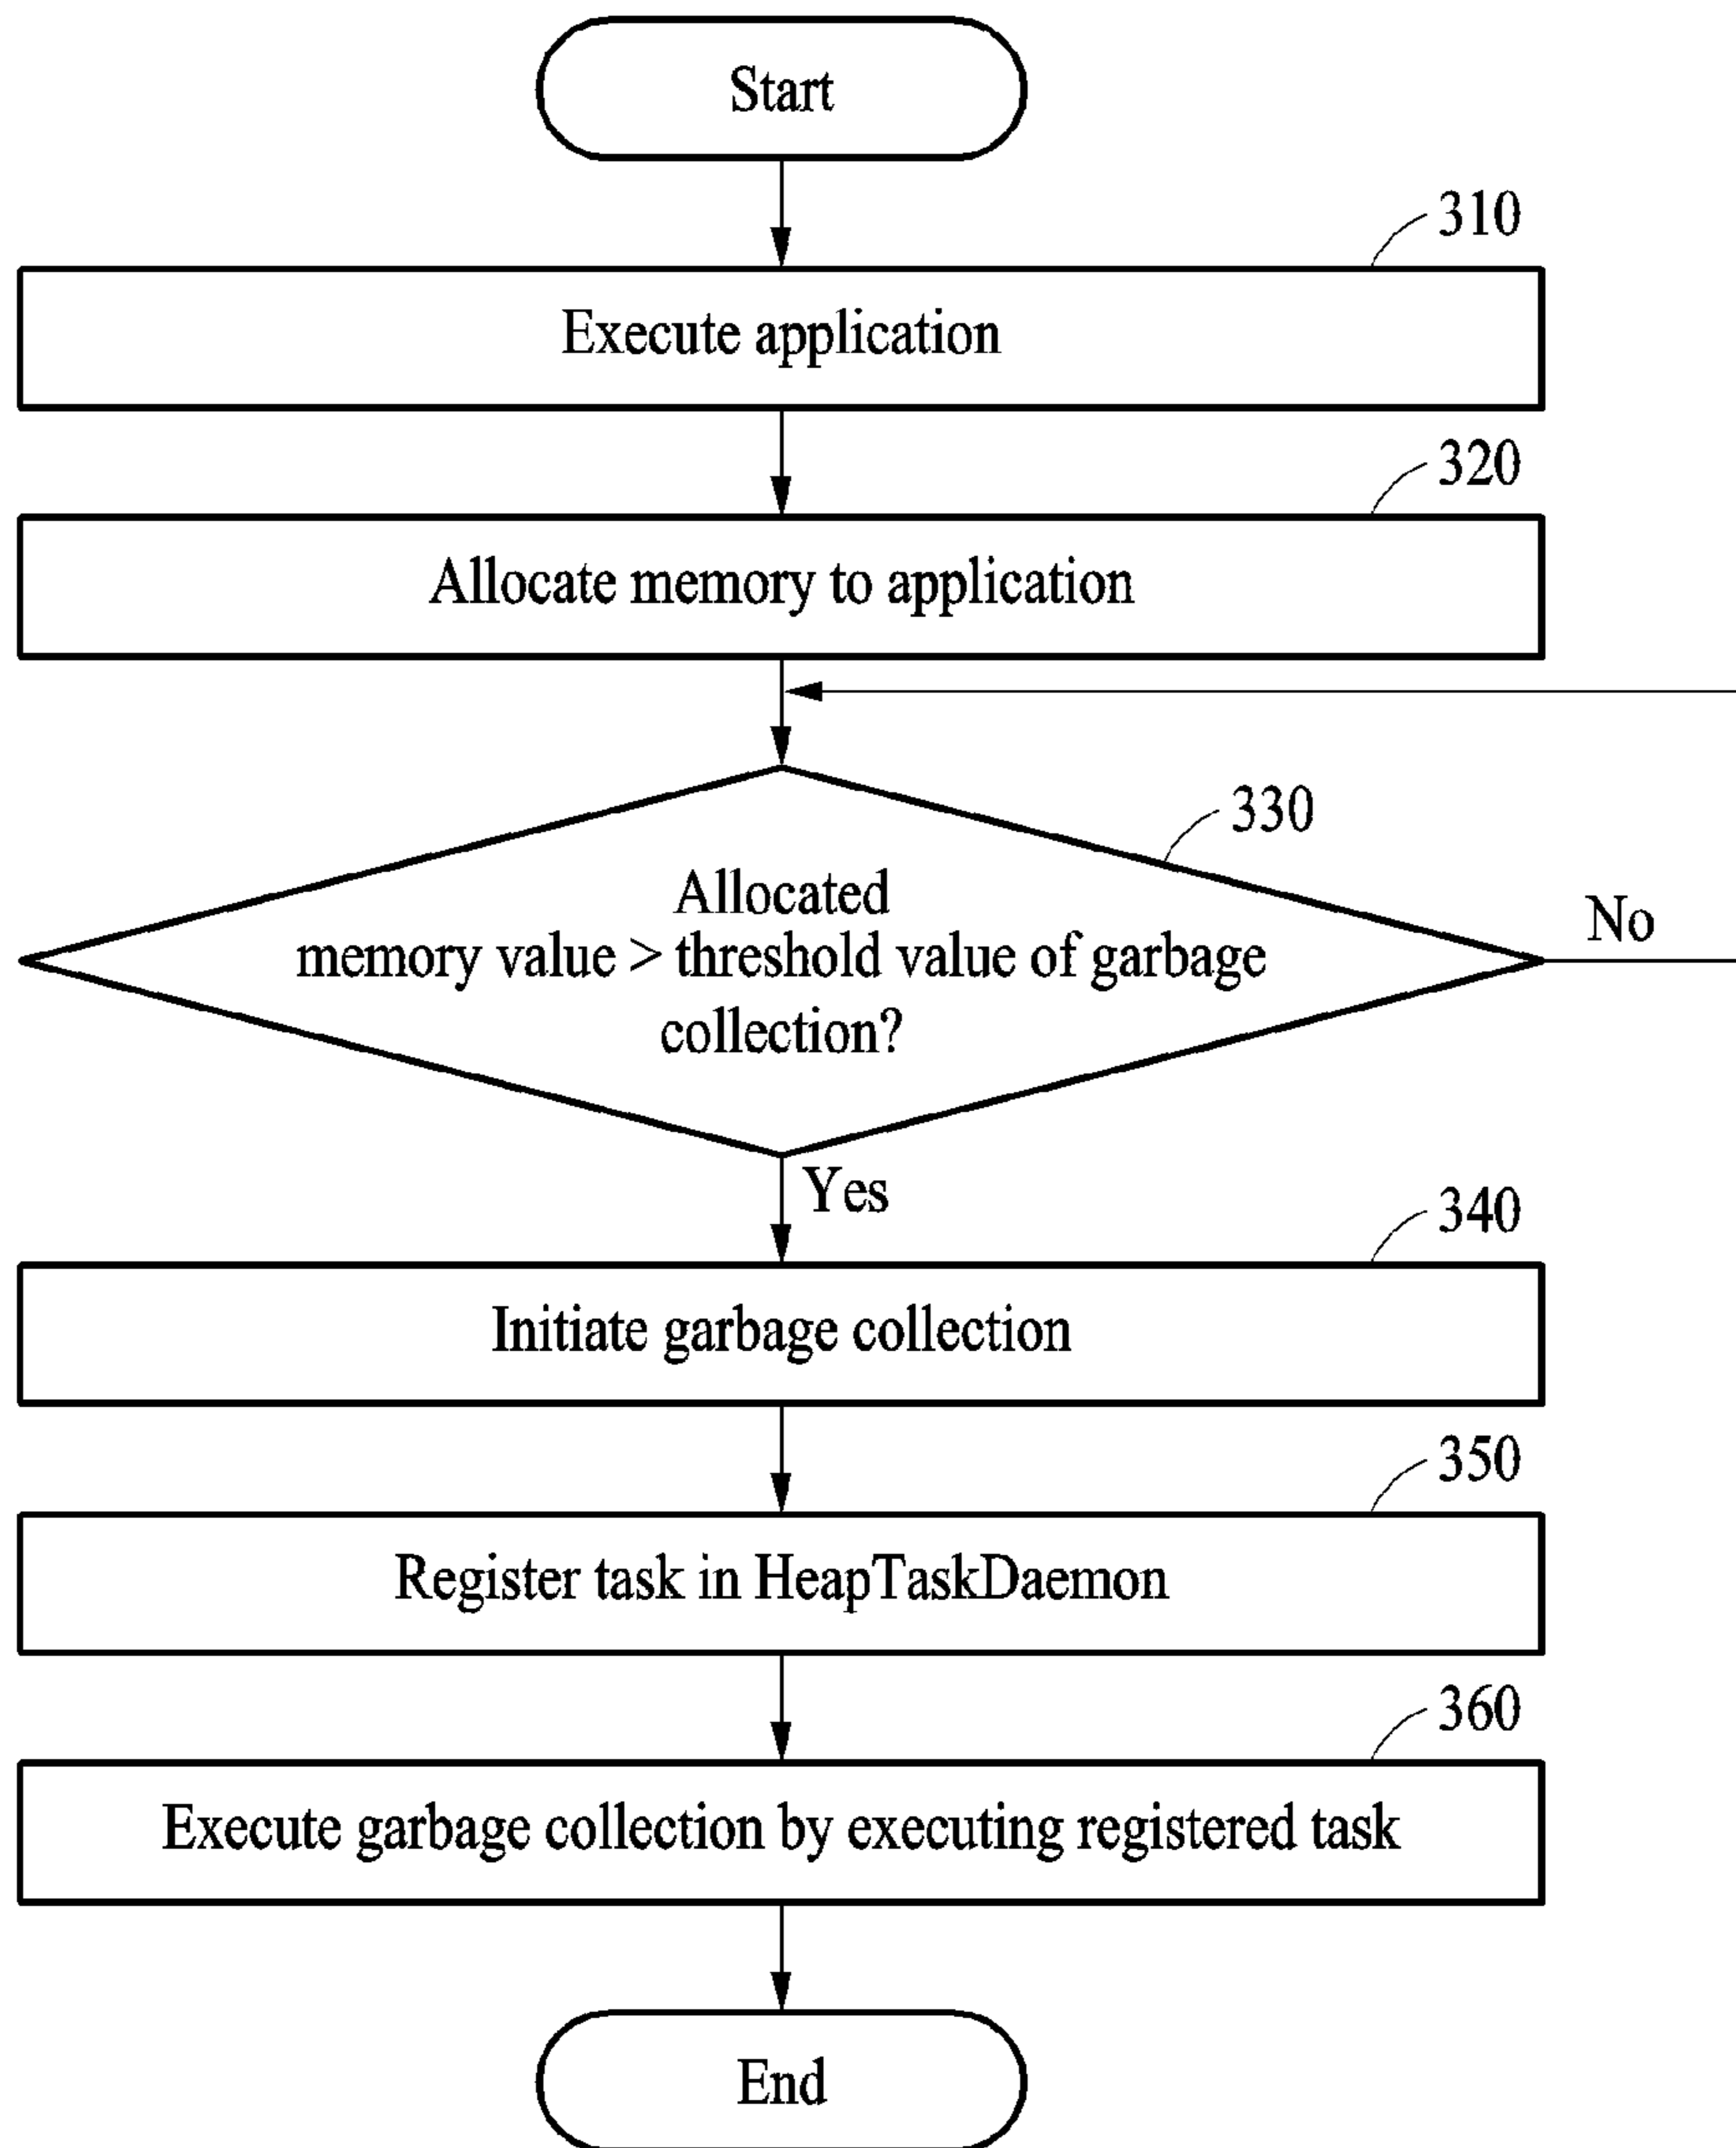 Start
310
Execute application
320
Allocate memory to application
330
Allocated
memory value > threshold value of garbage
collection?
No
Yes
340
Initiate garbage collection
350
Register task in HeapTaskDaemon
360
Execute garbage collection by executing registered task
End